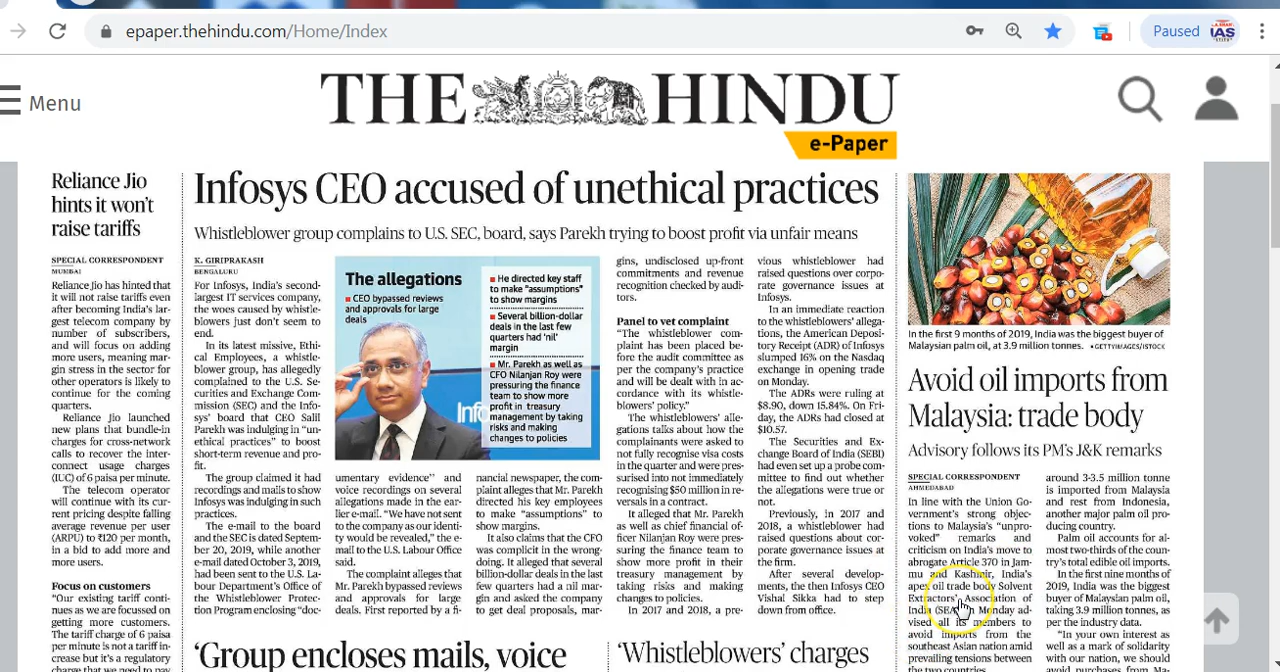 epaper.thehindu.com/Home/Index
Paused
IAS
Menu
THE HINDU
e-Paper
Reliance Jio
hints it won't
raise tariffs
SPECIAL CORRESPONDENT
MUMBAI
Reliance Jio has hinted that
it will not raise tariffs even
after becoming India's lar-
gest telecom company by
number of subscribers,
and will focus on adding
more users, meaning mar-
gin stress in the sector for
other operators is likely to
continue for the coming
quarters.
Reliance Jio launched
new plans that bundle-in
charges for cross-network
calls to recover the inter-
connect usage charges
(IUC) of 6 paisa per minute.
The telecom operator
will continue with its cur-
rent pricing despite falling
average revenue per user
(ARPU) to ₹120 per month,
in a bid to add more and
more users.
Focus on customers
"Our existing tariff conti-
nues as we are focussed on
getting more customers.
The tariff charge of 6 paisa
per minute is not a tariff in-
crease but it's a regulatory
charge that we need to pay
Infosys CEO accused of unethical practices
Whistleblower group complains to U.S. SEC, board, says Parekh trying to boost profit via unfair means
K. GIRIPRAKASH
BENGALURU
For Infosys, India's second-
largest IT services company,
the woes caused by whistle-
blowers just don't seem to
end.
In its latest missive, Ethi-
cal Employees, a whistle-
blower group, has allegedly
complained to the U.S. Se-
curities and Exchange Com-
mission (SEC) and the Info-
sys' board that CEO Salil
Parekh was indulging in "un-
ethical practices" to boost
short-term revenue and pro-
fit.
The group claimed it had
recordings and mails to show
Infosys was indulging in such
practices.
The e-mail to the board
and the SEC is dated Septem-
ber 20, 2019, while another
e-mail dated October 3, 2019,
had been sent to the U.S. La-
bour Department's Office of
the Whistleblower Protec-
tion Program enclosing "doc-
The allegations
■ CEO bypassed reviews
and approvals for large
deals
■ He directed key staff
to make "assumptions"
to show margins
■ Several billion-dollar
deals in the last few
quarters had 'nil'
margin
■ Mr. Parekh as well as
CFO Nilanjan Roy were
pressuring the finance
team to show more
profit in treasury
management by taking
risks and making
changes to policies
Inf
umentary evidence" and
voice recordings on several
allegations made in the ear-
lier e-mail. "We have not sent
to the company as our identi-
ty would be revealed," the e-
mail to the U.S. Labour Office
said.
The complaint alleges that
Mr. Parekh bypassed reviews
and approvals for large
deals. First reported by a fi-
nancial newspaper, the com-
plaint alleges that Mr. Parekh
directed his key employees
to make "assumptions" to
show margins.
It also claims that the CFO
was complicit in the wrong-
doing. It alleged that several
billion-dollar deals in the last
few quarters had a nil mar-
gin and asked the company
to get deal proposals, mar-
gins, undisclosed up-front
commitments and revenue
recognition checked by audi-
tors.
Panel to vet complaint
"The whistleblower com-
plaint has been placed be-
fore the audit committee as
per the company's practice
and will be dealt with in ac-
cordance with its whistle-
blowers' policy."
The whistleblowers' alle-
gations talks about how the
complainants were asked to
not fully recognise visa costs
in the quarter and were pres-
surised into not immediately
recognising $50 million in re-
versals in a contract.
It alleged that Mr. Parekh
as well as chief financial of-
ficer Nilanjan Roy were pres-
suring the finance team to
show more profit in their
treasury management by
taking risks and making
changes to policies.
In 2017 and 2018, a pre-
vious whistleblower had
raised questions over corpo-
rate governance issues at
Infosys.
In an immediate reaction
to the whistleblowers' allega-
tions, the American Deposi-
tory Receipt (ADR) of Infosys
slumped 16% on the Nasdaq
exchange in opening trade
on Monday.
The ADRs were ruling at
$8.90, down 15.84%. On Fri-
day, the ADRs had closed at
$10.57.
The Securities and Ex-
change Board of India (SEBI)
had even set up a probe com-
mittee to find out whether
the allegations were true or
not.
Previously, in 2017 and
2018, a whistleblower had
raised questions about cor-
porate governance issues at
the firm.
After several develop-
ments, the then Infosys CEO
Vishal Sikka had to step
down from office.
'Group encloses mails, voice
'Whistleblowers' charges
In the first 9 months of 2019, India was the biggest buyer of
Malaysian palm oil, at 3.9 million tonnes. •GETTYIMAGES/ISTOCK
Avoid oil imports from
Malaysia: trade body
Advisory follows its PM's J&K remarks
SPECIAL CORRESPONDENT
AHMEDABAD
In line with the Union Go-
vernment's strong objec-
tions to Malaysia's "unpro-
voked" remarks and
criticism on India's move to
abrogate Article 370 in Jam-
mu and Kashmir, India's
apex oil trade body Solvent
Extractors' Association of
India (SEA) on Monday ad-
vised all its members to
avoid imports from the
southeast Asian nation amid
prevailing tensions between
the two countries.
around 3-3.5 million tonne
is imported from Malaysia
and rest from Indonesia,
another major palm oil pro-
ducing country.
Palm oil accounts for al-
most two-thirds of the coun-
try's total edible oil imports.
In the first nine months of
2019, India was the biggest
buyer of Malaysian palm oil,
taking 3.9 million tonnes, as
per the industry data.
"In your own interest as
well as a mark of solidarity
with our nation, we should
avoid purchases from Ma-